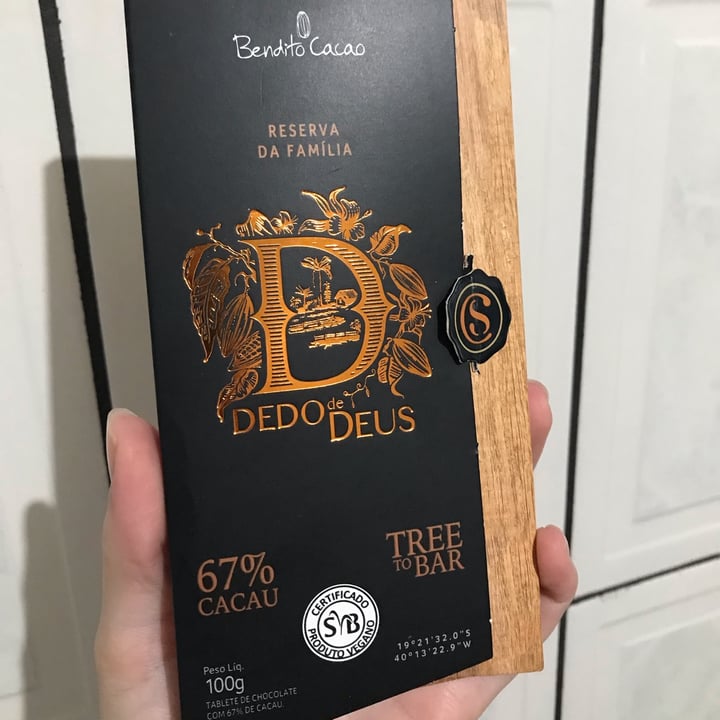 Bendito Cacao
RESERVA
DA FAMÍLIA
D
DEDO de DEUS
CS
67%
CACAU
TREE
TO BAR
CERTIFICADO
SVB
PRODUTO VEGANO
19°21'32.0"S
40°13'22.9"W
Peso Líq.
100g
TABLETE DE CHOCOLATE
COM 67% DE CACAU.